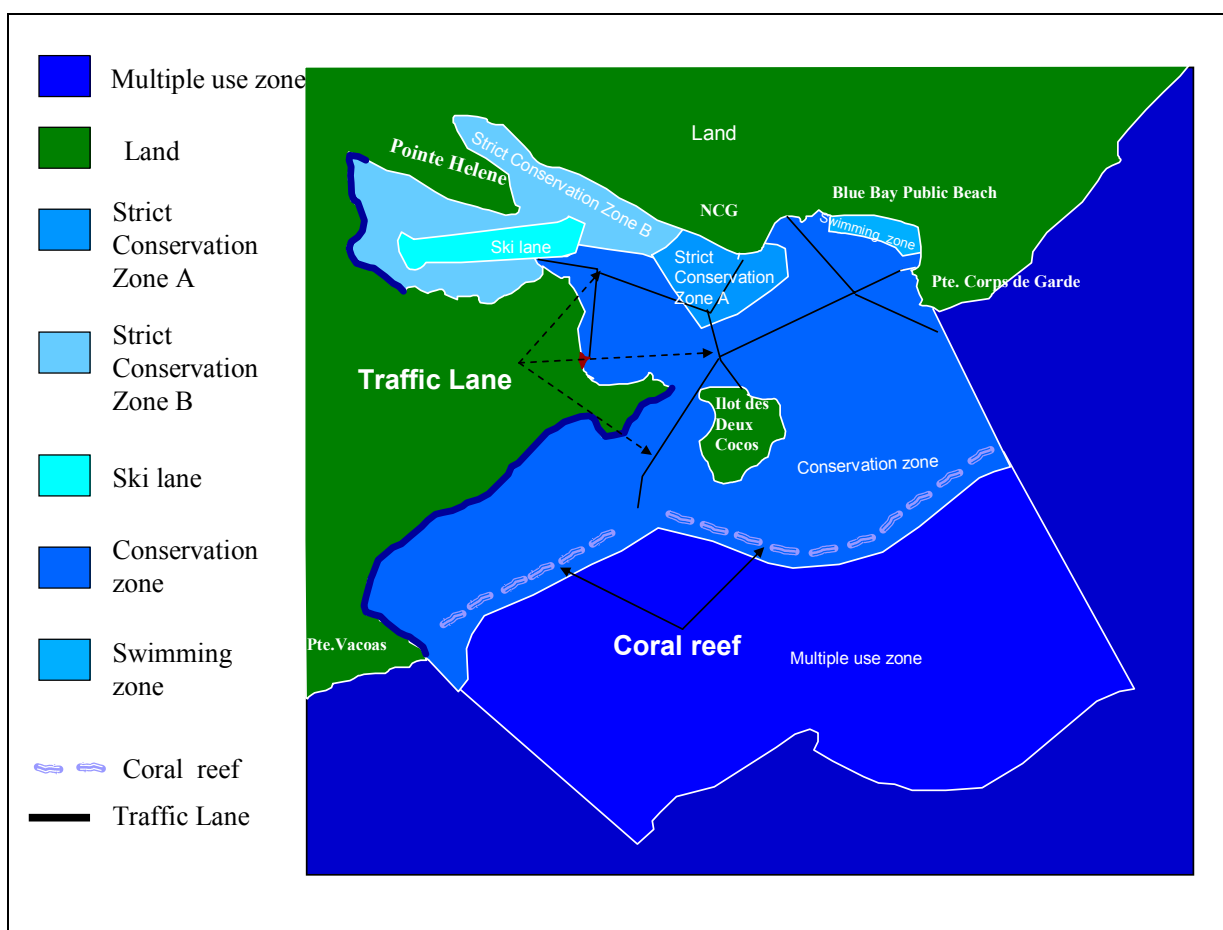 Multiple use zone
Land
Strict
Conservation
Zone A
Strict
Conservation
Zone B
Ski lane
Conservation
zone
Swimming
zone
Coral reef
Traffic Lane
Land
Pointe Helene
Strict Conservation Zone B
Blue Bay Public Beach
NCG
Swimming zone
Ski lane
Strict
Conservation
Zone A
Pte. Corps de Garde
Traffic Lane
Ilot des
Deux
Cocos
Conservation zone
Pte.Vacoas
Coral reef
Multiple use zone